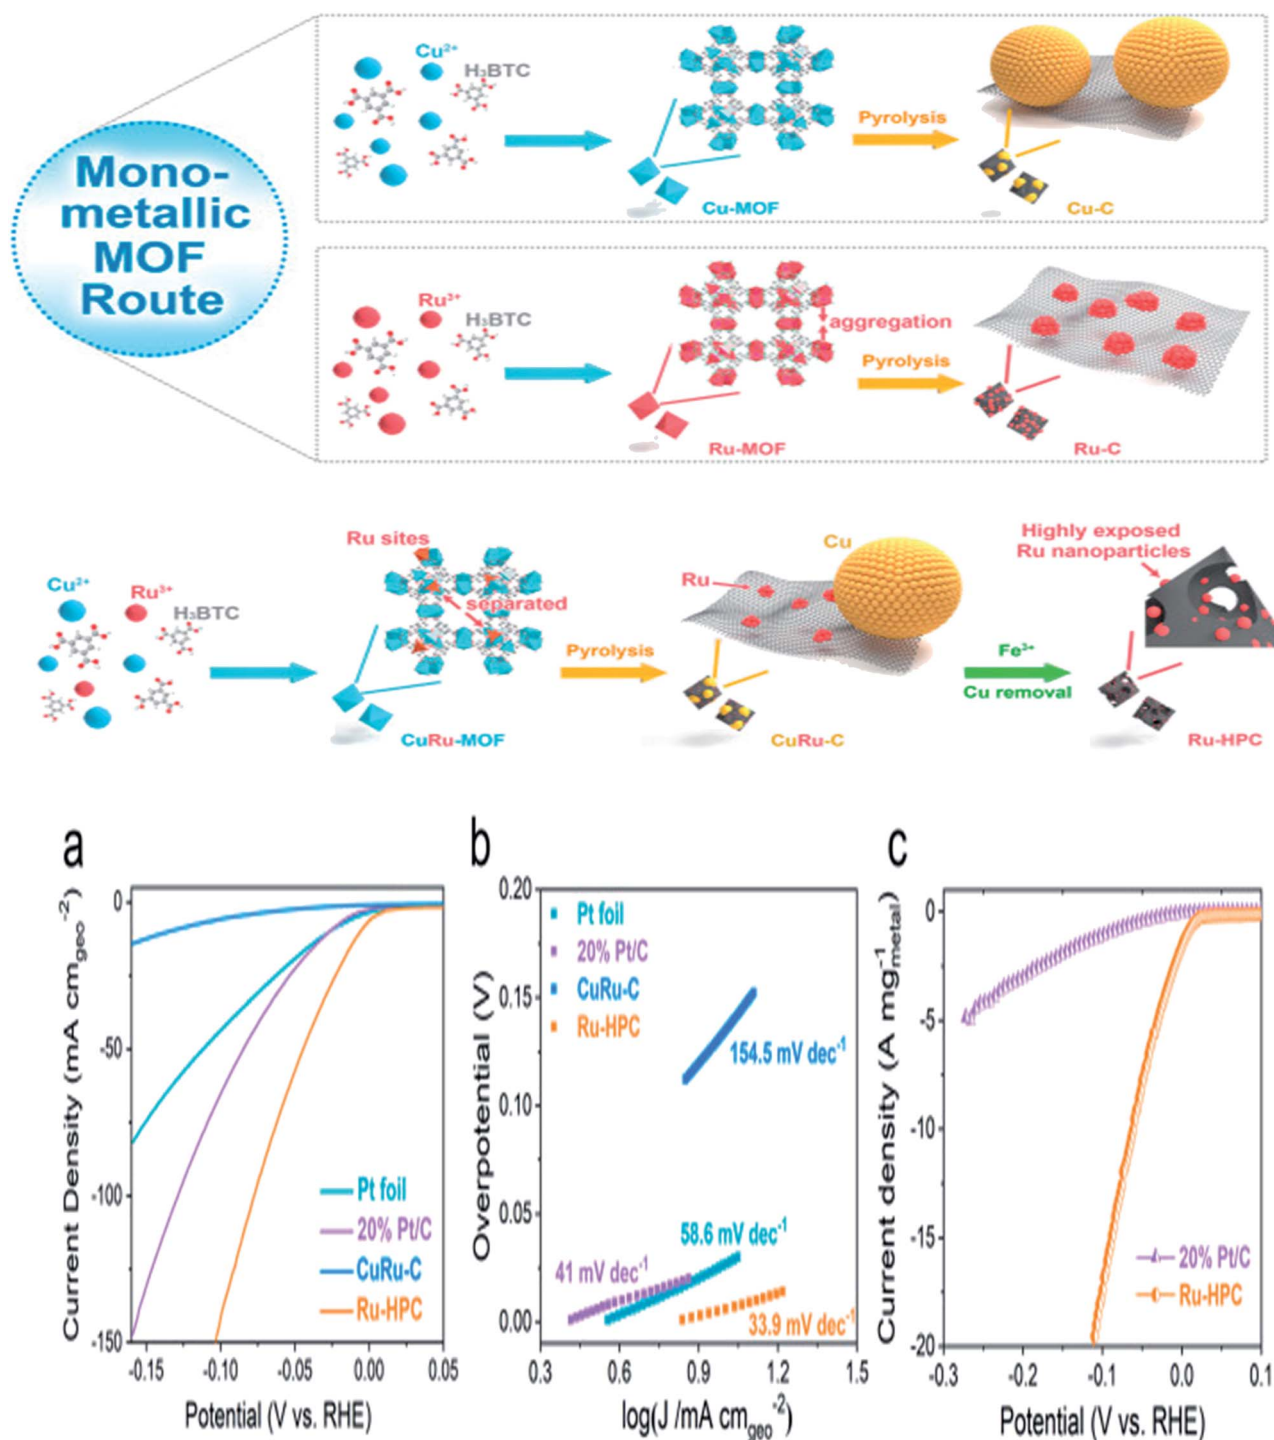 Mono-
metallic
MOF
Route
Cu²⁺
H₃BTC
Pyrolysis
Cu-MOF
Cu-C
Ru³⁺
H₃BTC
aggregation
Pyrolysis
Ru-MOF
Ru-C
Cu²⁺
Ru³⁺
H₃BTC
Ru sites
separated
CuRu-MOF
Pyrolysis
Cu
Ru
CuRu-C
Fe³⁺
Cu removal
Highly exposed
Ru nanoparticles
Ru-HPC
a
Current Density (mA cm_geo⁻²)
0
-50
-100
-150
Pt foil
20% Pt/C
CuRu-C
Ru-HPC
-0.15 -0.10 -0.05 0.00 0.05
Potential (V vs. RHE)
b
Overpotential (V)
0.20
0.15
0.10
0.05
0.00
Pt foil
20% Pt/C
CuRu-C
Ru-HPC
154.5 mV dec⁻¹
58.6 mV dec⁻¹
41 mV dec⁻¹
33.9 mV dec⁻¹
0.3 0.6 0.9 1.2 1.5
log(J /mA cm_geo⁻²)
c
Current density (A mg⁻¹_metal)
0
-5
-10
-15
-20
20% Pt/C
Ru-HPC
-0.3 -0.2 -0.1 0.0 0.1
Potential (V vs. RHE)